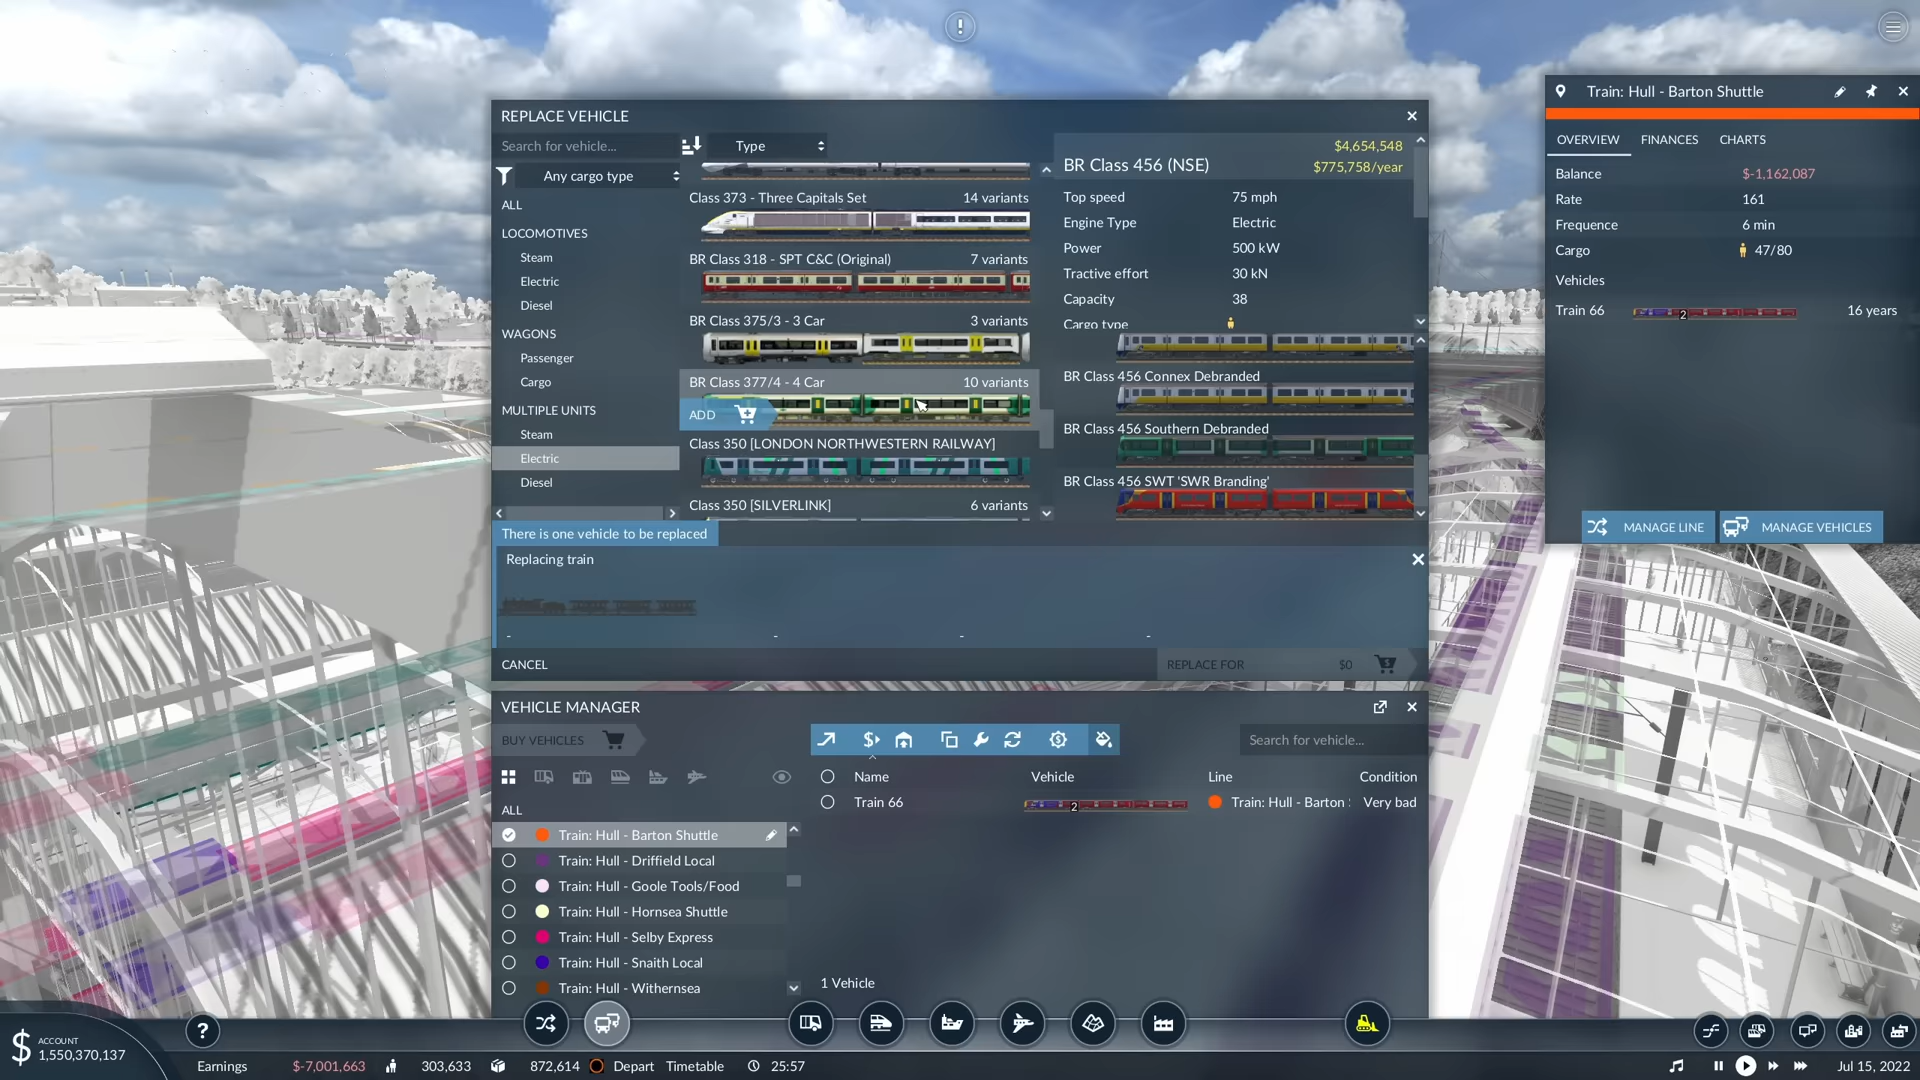 REPLACE VEHICLE
Search for vehicle...
Type
Any cargo type
ALL
LOCOMOTIVES
Steam
Electric
Diesel
WAGONS
Passenger
Cargo
MULTIPLE UNITS
Steam
Electric
Diesel
Class 373 - Three Capitals Set 14 variants
BR Class 318 - SPT C&C (Original) 7 variants
BR Class 375/3 - 3 Car 3 variants
BR Class 377/4 - 4 Car 10 variants
ADD
Class 350 [LONDON NORTHWESTERN RAILWAY]
Class 350 [SILVERLINK] 6 variants
$4,654,548
BR Class 456 (NSE) $775,758/year
Top speed 75 mph
Engine Type Electric
Power 500 kW
Tractive effort 30 kN
Capacity 38
Cargo type
BR Class 456 Connex Debranded
BR Class 456 Southern Debranded
BR Class 456 SWT 'SWR Branding'
There is one vehicle to be replaced
Replacing train
- - - -
CANCEL
REPLACE FOR $0
VEHICLE MANAGER
BUY VEHICLES
Search for vehicle...
ALL
Train: Hull - Barton Shuttle
Train: Hull - Driffield Local
Train: Hull - Goole Tools/Food
Train: Hull - Hornsea Shuttle
Train: Hull - Selby Express
Train: Hull - Snaith Local
Train: Hull - Withernsea
Name Vehicle Line Condition
Train 66 2 Train: Hull - Barton Very bad
1 Vehicle
Train: Hull - Barton Shuttle
OVERVIEW FINANCES CHARTS
Balance $-1,162,087
Rate 161
Frequence 6 min
Cargo 47/80
Vehicles
Train 66 2 16 years
MANAGE LINE MANAGE VEHICLES
$ ACCOUNT
1,550,370,137
?
Earnings $-7,001,663 303,633 872,614 Depart Timetable 25:57
Jul 15, 2022